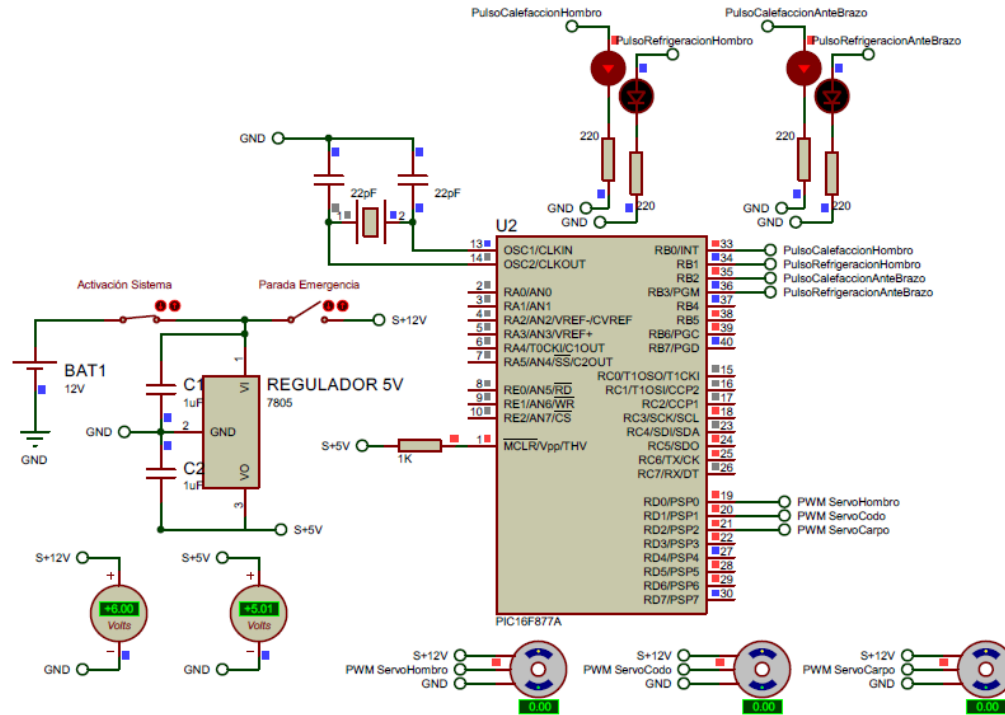 PulsoCalefaccionHombro
PulsoRefrigeracionHombro
PulsoCalefaccionAnteBrazo
PulsoRefrigeracionAnteBrazo
220
220
220
220
GND
GND
GND
GND
GND
22pF
22pF
1
2
U2
13
OSC1/CLKIN
14
OSC2/CLKOUT
2
RA0/AN0
3
RA1/AN1
4
RA2/AN2/VREF-/CVREF
5
RA3/AN3/VREF+
6
RA4/T0CKI/C1OUT
7
RA5/AN4/SS/C2OUT
8
RE0/AN5/RD
9
RE1/AN6/WR
10
RE2/AN7/CS
1
MCLR/Vpp/THV
RB0/INT
33
PulsoCalefaccionHombro
RB1
34
PulsoRefrigeracionHombro
RB2
35
PulsoCalefaccionAnteBrazo
RB3/PGM
36
PulsoRefrigeracionAnteBrazo
RB4
37
RB5
38
RB6/PGC
39
RB7/PGD
40
RC0/T1OSO/T1CKI
15
RC1/T1OSI/CCP2
16
RC2/CCP1
17
RC3/SCK/SCL
18
RC4/SDI/SDA
23
RC5/SDO
24
RC6/TX/CK
25
RC7/RX/DT
26
RD0/PSP0
19
PWM ServoHombro
RD1/PSP1
20
PWM ServoCodo
RD2/PSP2
21
PWM ServoCarpo
RD3/PSP3
22
RD4/PSP4
27
RD5/PSP5
28
RD6/PSP6
29
RD7/PSP7
30
PIC16F877A
S+5V
1K
Activación Sistema
Parada Emergencia
S+12V
BAT1
12V
GND
C1
1uF
C2
1uF
GND
REGULADOR 5V
7805
1
VI
2
GND
VO
3
S+5V
S+12V
+
+6.00
Volts
−
GND
S+5V
+
+5.01
Volts
−
GND
S+12V
PWM ServoHombro
GND
0.00
S+12V
PWM ServoCodo
GND
0.00
S+12V
PWM ServoCarpo
GND
0.00